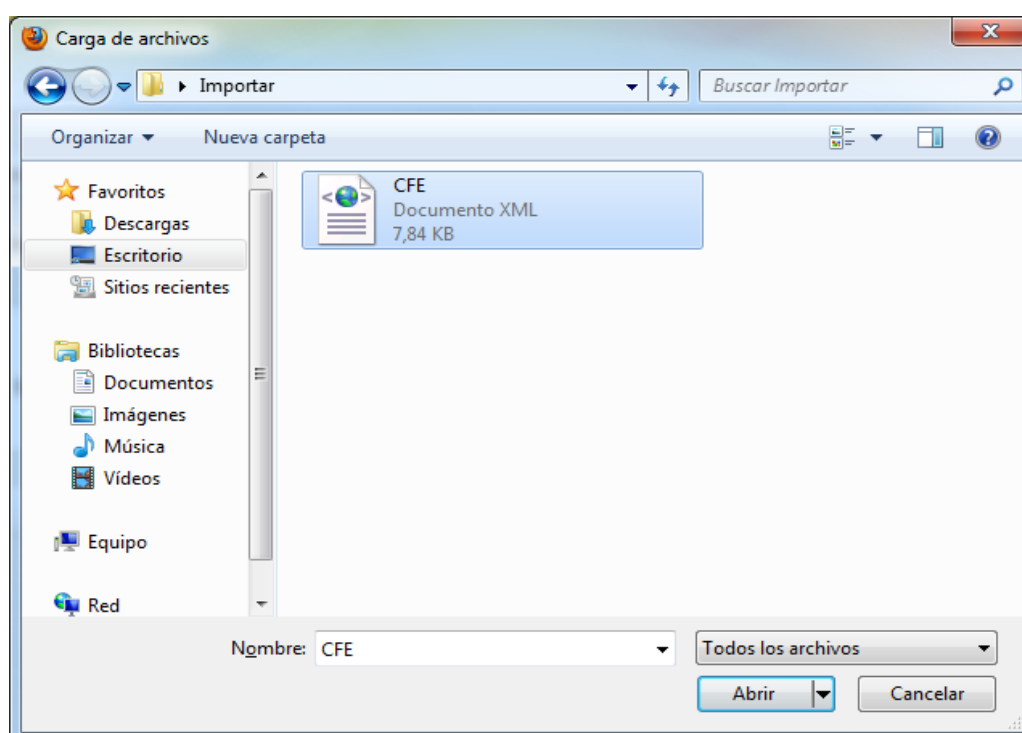 Carga de archivos
Importar
Buscar Importar
Organizar
Nueva carpeta
Favoritos
Descargas
Escritorio
Sitios recientes
Bibliotecas
Documentos
Imágenes
Música
Vídeos
Equipo
Red
CFE
Documento XML
7,84 KB
Nombre: CFE
Todos los archivos
Abrir
Cancelar